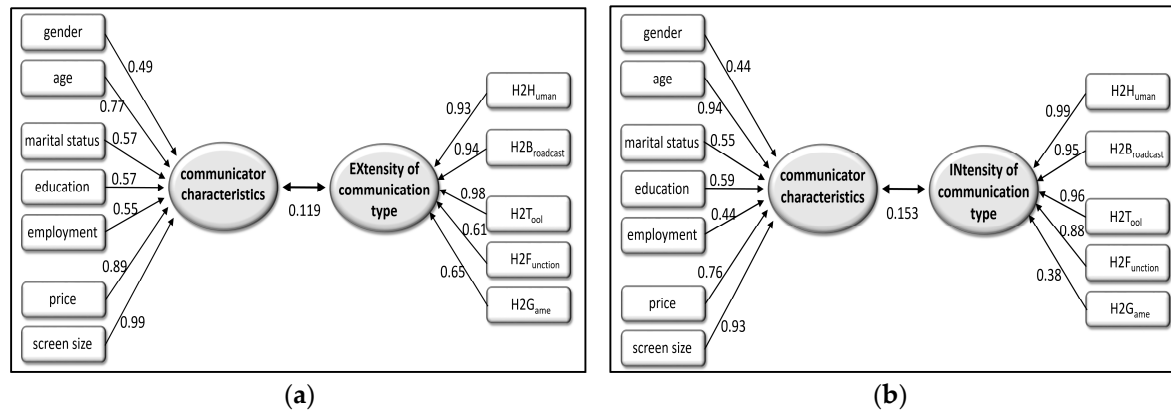 gender
0.49
age
0.77
marital status
0.57
education
0.57
employment
0.55
price
0.89
screen size
0.99
communicator
characteristics
0.119
EXtensity of
communication
type
H2Human
0.93
H2Broadcast
0.94
H2Tool
0.98
H2Function
0.61
H2Game
0.65
(a)
gender
0.44
age
0.94
marital status
0.55
education
0.59
employment
0.44
price
0.76
screen size
0.93
communicator
characteristics
0.153
INtensity of
communication
type
H2Human
0.99
H2Broadcast
0.95
H2Tool
0.96
H2Function
0.88
H2Game
0.38
(b)